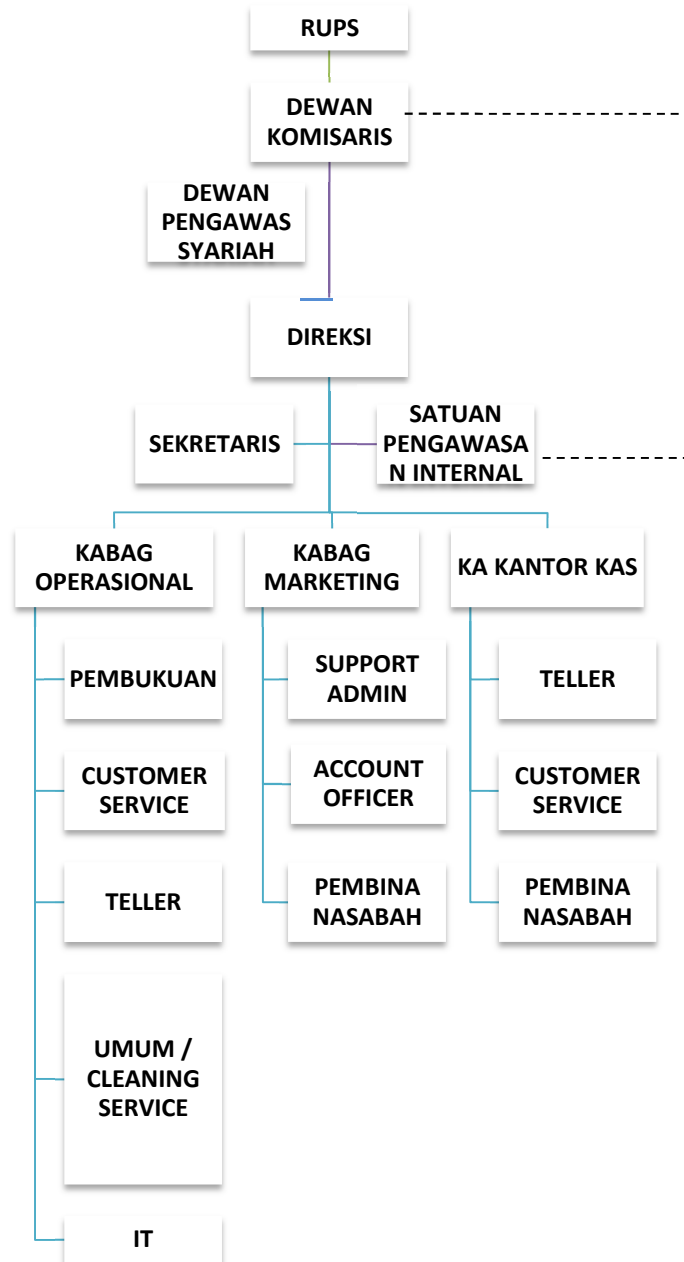 RUPS
DEWAN
KOMISARIS
DEWAN
PENGAWAS
SYARIAH
DIREKSI
SEKRETARIS
SATUAN
PENGAWASA
N INTERNAL
KABAG
OPERASIONAL
KABAG
MARKETING
KA KANTOR KAS
PEMBUKUAN
CUSTOMER
SERVICE
TELLER
UMUM /
CLEANING
SERVICE
IT
SUPPORT
ADMIN
ACCOUNT
OFFICER
PEMBINA
NASABAH
TELLER
CUSTOMER
SERVICE
PEMBINA
NASABAH